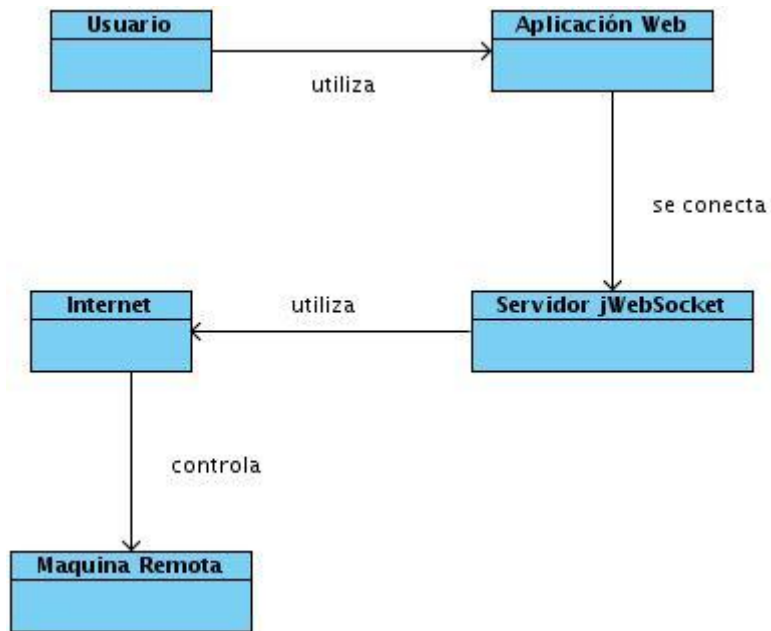 Usuario
Aplicación Web
utiliza
se conecta
Internet
utiliza
Servidor jWebSocket
controla
Maquina Remota